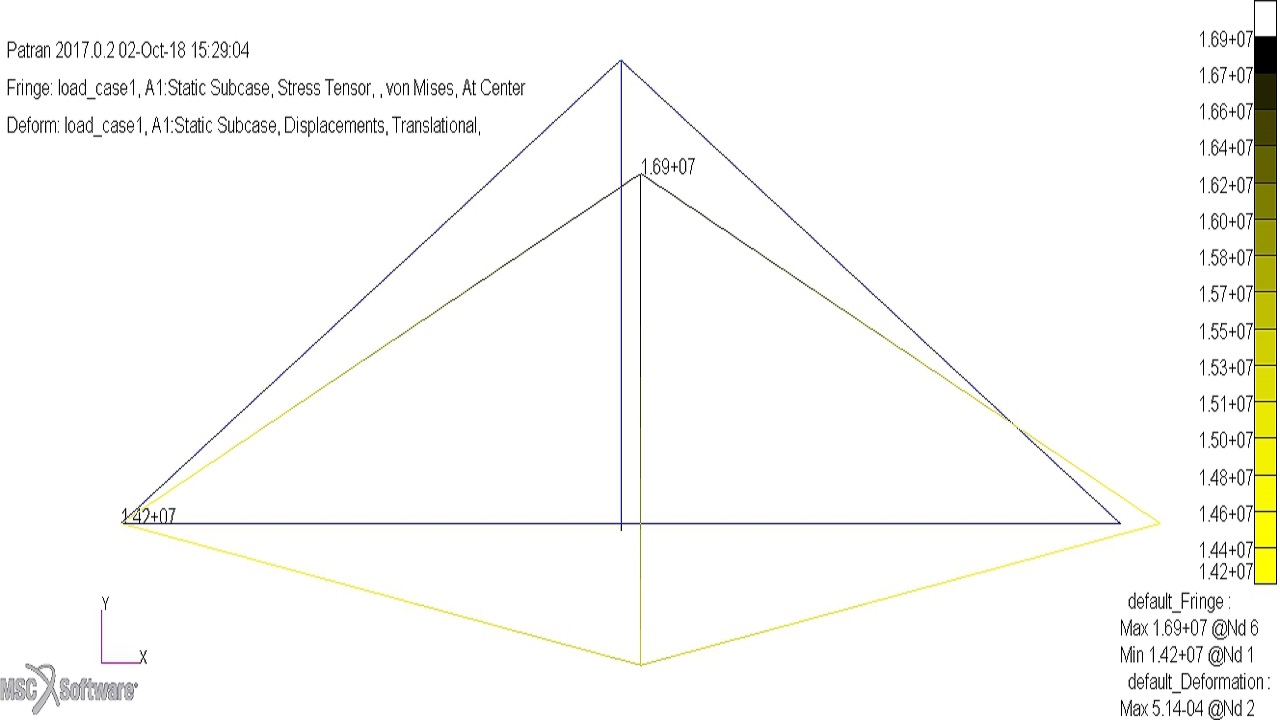 Patran 2017.0.2 02-Oct-18 15:29:04
Fringe: load_case1, A1:Static Subcase, Stress Tensor, , von Mises, At Center
Deform: load_case1, A1:Static Subcase, Displacements, Translational,
1.69+07
1.42+07
1.69+07
1.67+07
1.66+07
1.64+07
1.62+07
1.60+07
1.58+07
1.57+07
1.55+07
1.53+07
1.51+07
1.50+07
1.48+07
1.46+07
1.44+07
1.42+07
default_Fringe :
Max 1.69+07 @Nd 6
Min 1.42+07 @Nd 1
default_Deformation :
Max 5.14-04 @Nd 2
Y
X
MSC Software